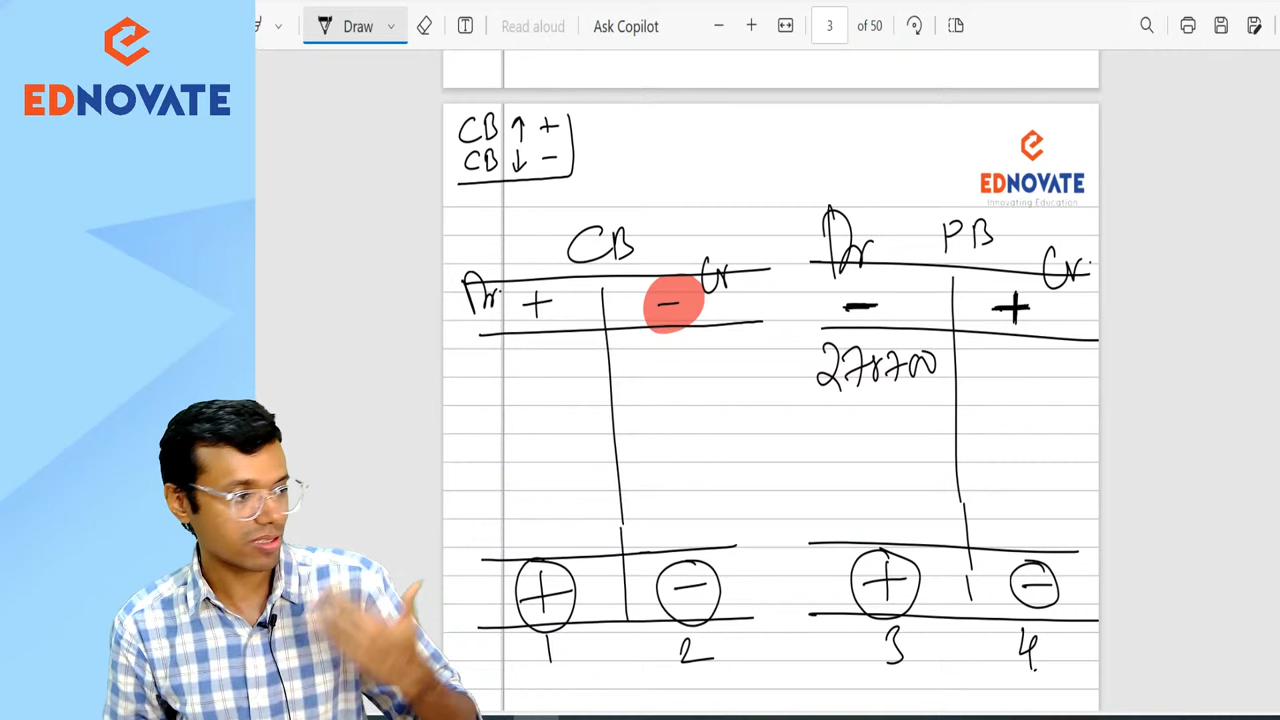 Draw
Read aloud
Ask Copilot
3 of 50
EDNOVATE
CB ↑ +
CB ↓ -
EDNOVATE
Innovating Education
CB
PB
Dr + - Cr
Dr - + Cr.
278700
+ - + -
1 2 3 4